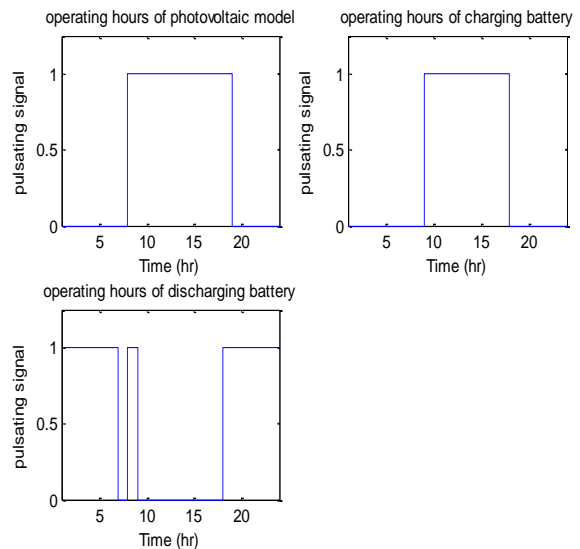 operating hours of photovoltaic model
pulsating signal
1
0.5
0
5 10 15 20
Time (hr)
operating hours of charging battery
pulsating signal
1
0.5
0
5 10 15 20
Time (hr)
operating hours of discharging battery
pulsating signal
1
0.5
0
5 10 15 20
Time (hr)